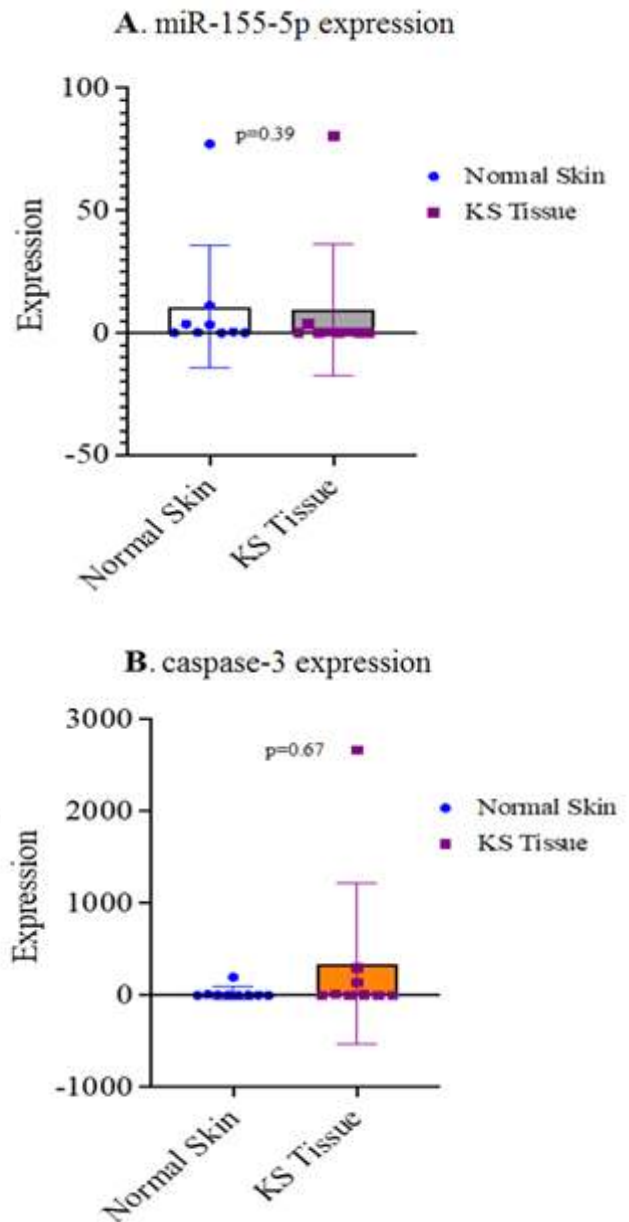 A. miR-155-5p expression
100
p=0.39
Normal Skin
KS Tissue
50
Expression
0
-50
Normal Skin
KS Tissue
B. caspase-3 expression
3000
p=0.67
2000
Normal Skin
KS Tissue
1000
Expression
0
-1000
Normal Skin
KS Tissue